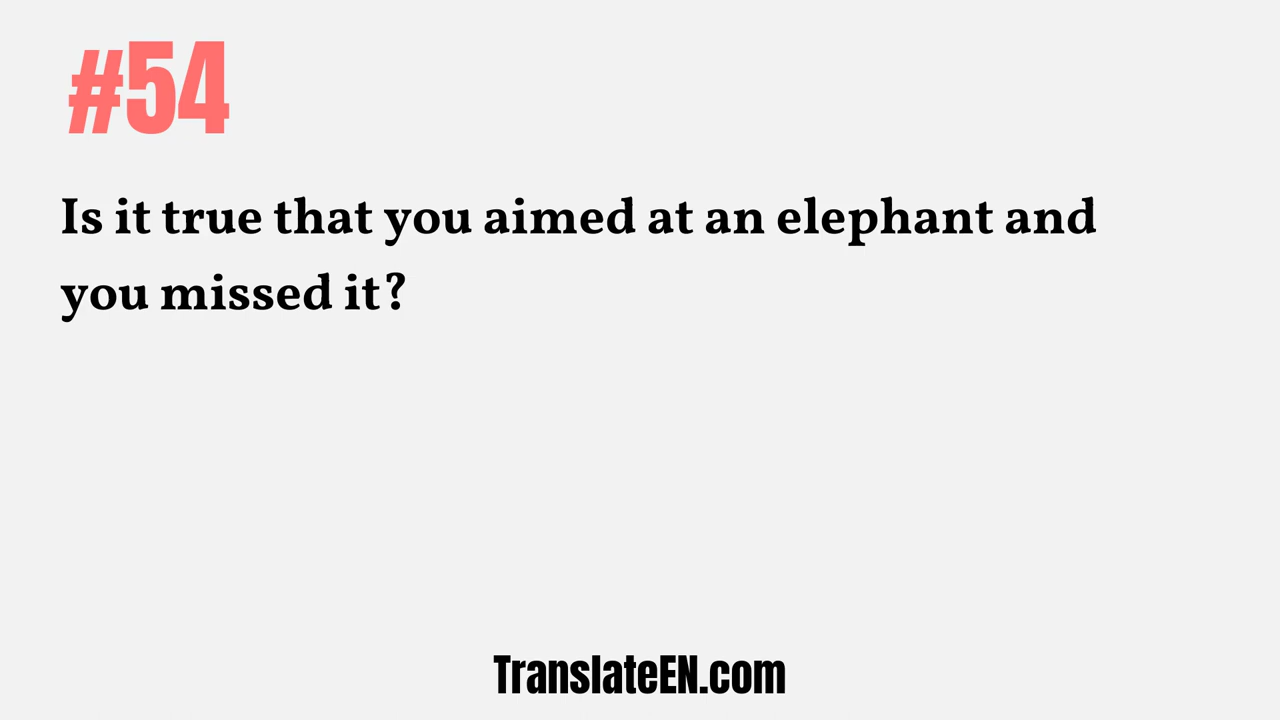 #54
Is it true that you aimed at an elephant and
you missed it?
TranslateEN.com